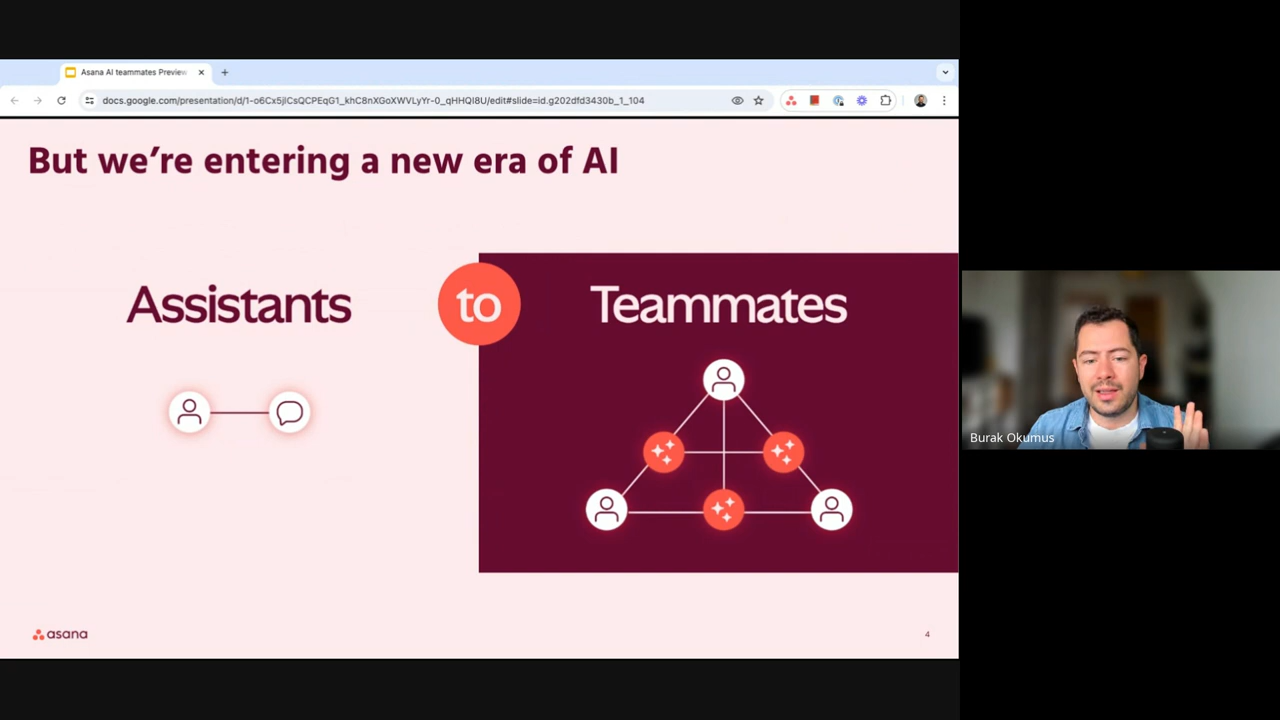 Asana AI teammates Preview
docs.google.com/presentation/d/1-o6Cx5jlCsQCPEqG1_khC8nXGoXWVLyYr-0_qHHQI8U/edit#slide=id.g202dfd3430b_1_104
But we’re entering a new era of AI
Assistants
to
Teammates
Burak Okumus
asana
4